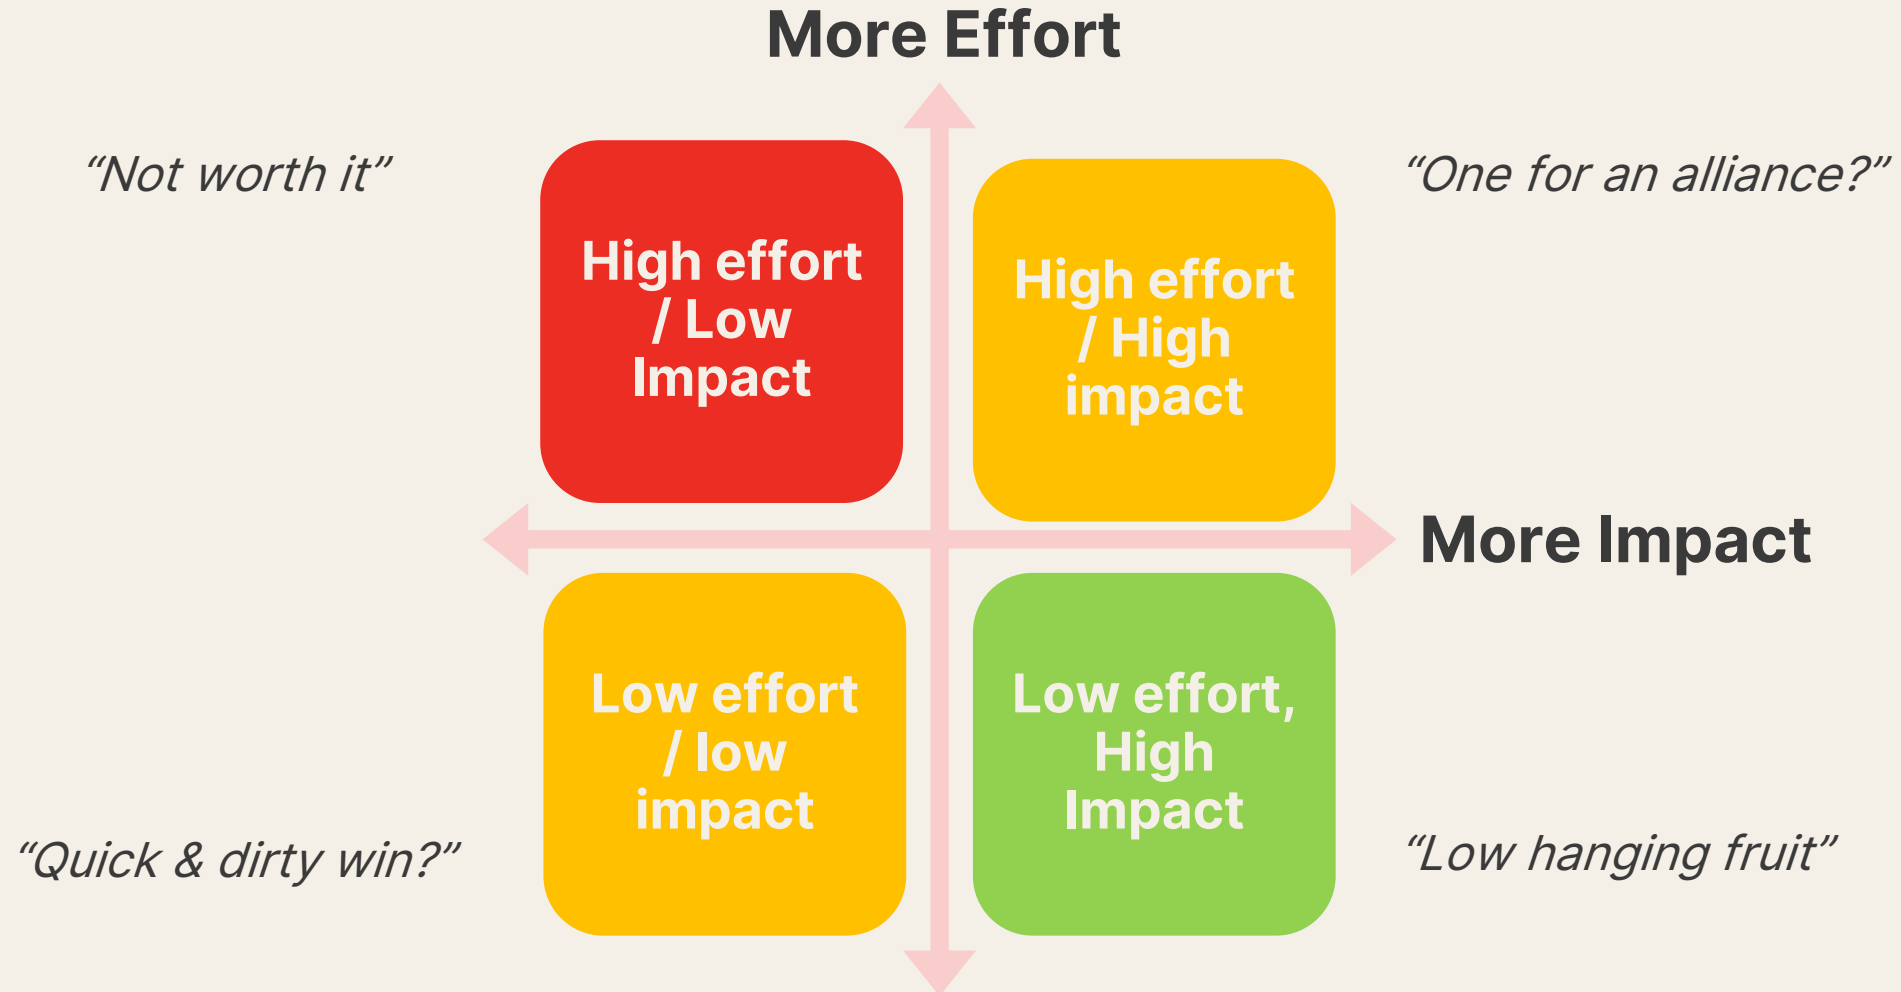 More Effort
“Not worth it”
“One for an alliance?”
High effort
/ Low
Impact
High effort
/ High
impact
More Impact
Low effort
/ low
impact
Low effort,
High
Impact
“Quick & dirty win?”
“Low hanging fruit”